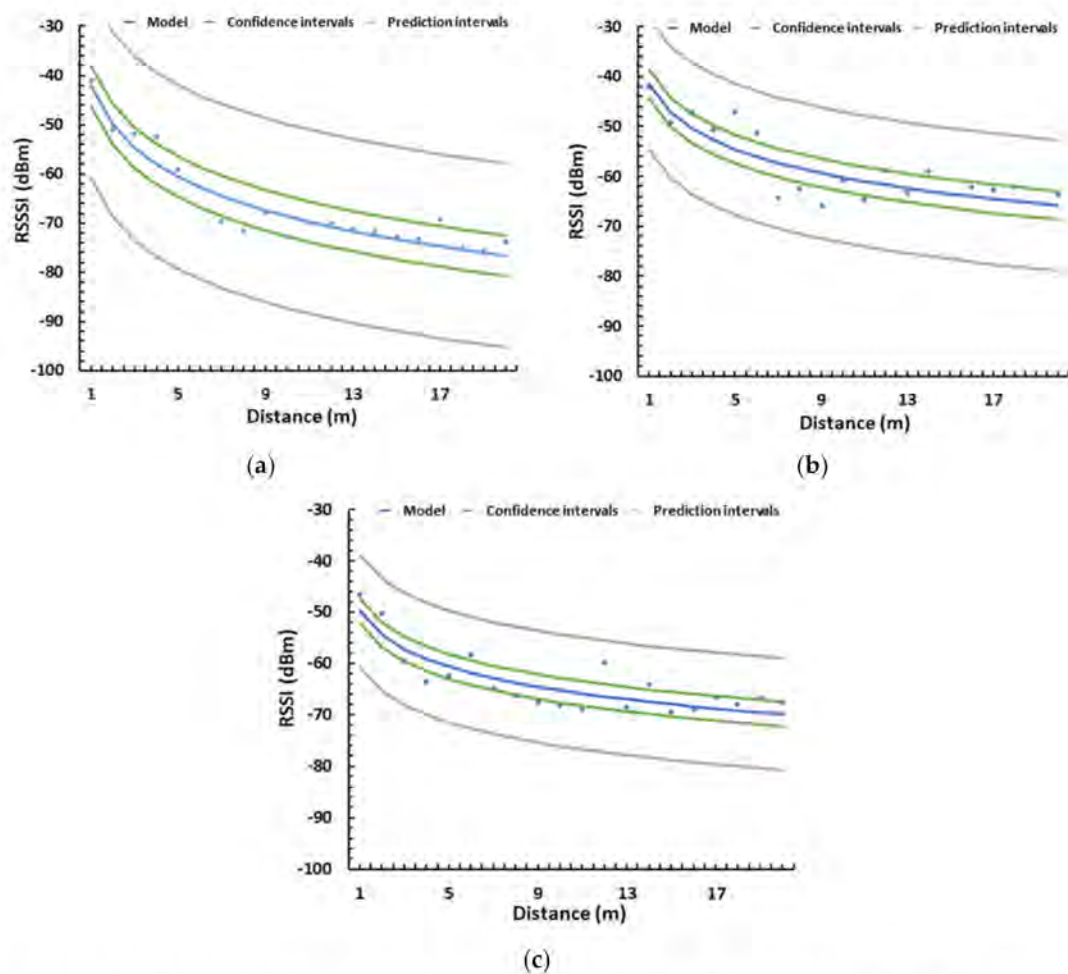 -30
Model
Confidence intervals
Prediction intervals
-40
-50
-60
-70
-80
-90
-100
RSSSI (dBm)
1
5
9
13
17
Distance (m)
(a)
-30
Model
Confidence intervals
Prediction intervals
-40
-50
-60
-70
-80
-90
-100
RSSSI (dBm)
1
5
9
13
17
Distance (m)
(b)
-30
Model
Confidence intervals
Prediction intervals
-40
-50
-60
-70
-80
-90
-100
RSSI (dBm)
1
5
9
13
17
Distance (m)
(c)